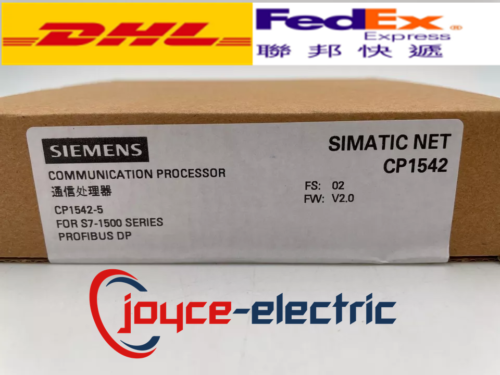 DHL
FedEx
Express
聯邦快遞
SIEMENS
SIMATIC NET
CP1542
COMMUNICATION PROCESSOR
通信处理器
CP1542-5
FOR S7-1500 SERIES
PROFIBUS DP
FS: 02
FW: V2.0
joyce-electric